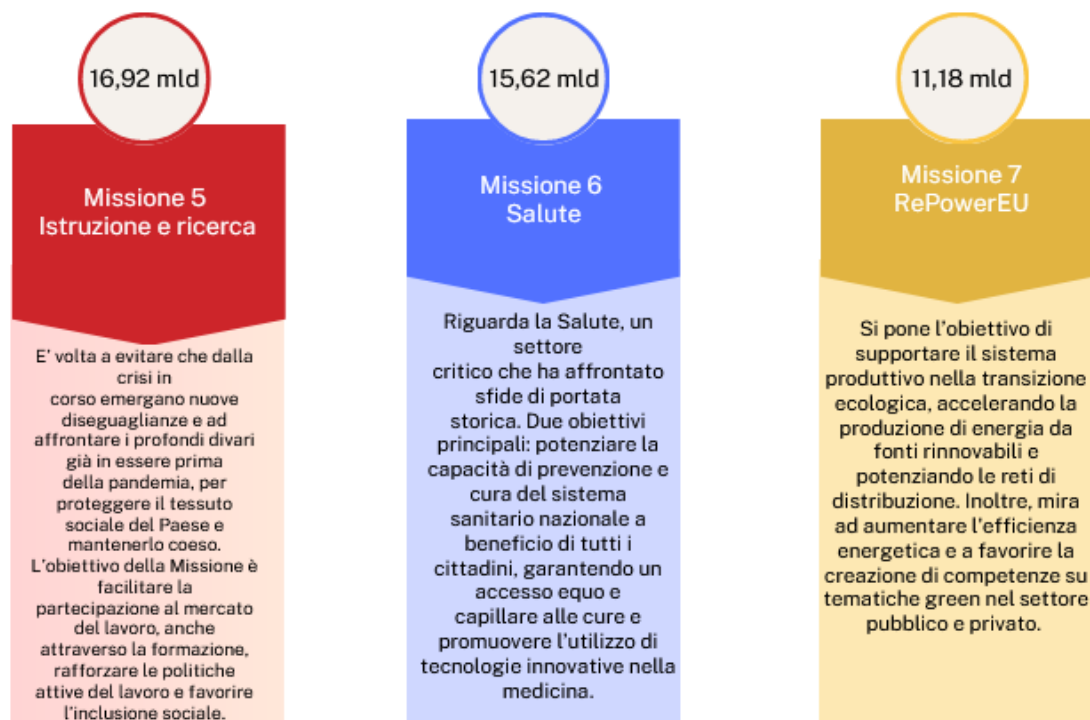 16,92 mld
Missione 5
Istruzione e ricerca
E' volta a evitare che dalla
crisi in
corso emergano nuove
diseguaglianze e ad
affrontare i profondi divari
già in essere prima
della pandemia, per
proteggere il tessuto
sociale del Paese e
mantenerlo coeso.
L'obiettivo della Missione è
facilitare la
partecipazione al mercato
del lavoro, anche
attraverso la formazione,
rafforzare le politiche
attive del lavoro e favorire
l'inclusione sociale.
15,62 mld
Missione 6
Salute
Riguarda la Salute, un
settore
critico che ha affrontato
sfide di portata
storica. Due obiettivi
principali: potenziare la
capacità di prevenzione e
cura del sistema
sanitario nazionale a
beneficio di tutti i
cittadini, garantendo un
accesso equo e
capillare alle cure e
promuovere l'utilizzo di
tecnologie innovative nella
medicina.
11,18 mld
Missione 7
RePowerEU
Si pone l'obiettivo di
supportare il sistema
produttivo nella transizione
ecologica, accelerando la
produzione di energia da
fonti rinnovabili e
potenziando le reti di
distribuzione. Inoltre, mira
ad aumentare l'efficienza
energetica e a favorire la
creazione di competenze su
tematiche green nel settore
pubblico e privato.